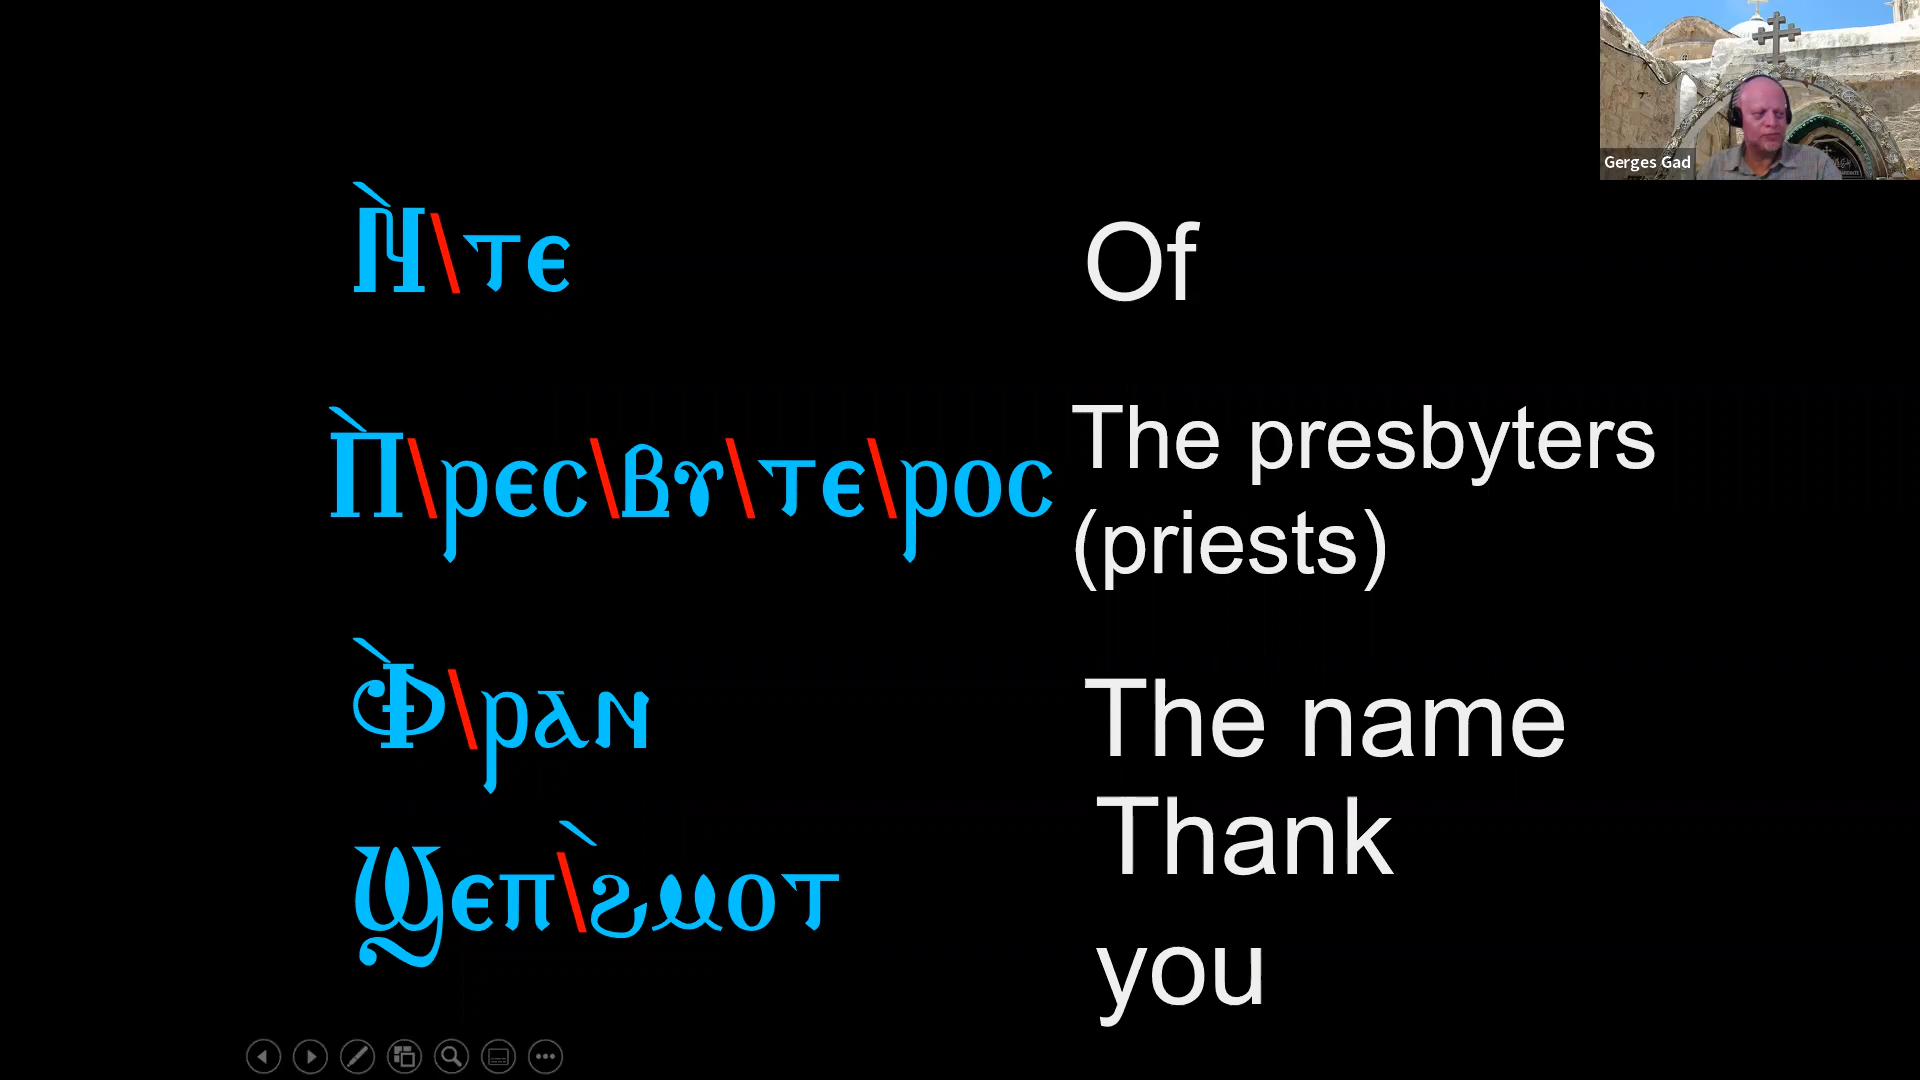 Gerges Gad
Ⲛ̀\ⲧⲉ Of
Ⲡ̀\ⲣⲉⲥ\ⲃⲩ\ⲧⲉ\ⲣⲟⲥ The presbyters
(priests)
Ⲫ̀\ⲣⲁⲛ The name
Ϣⲉⲡ\ϩ̀ⲙⲟⲧ Thank
you